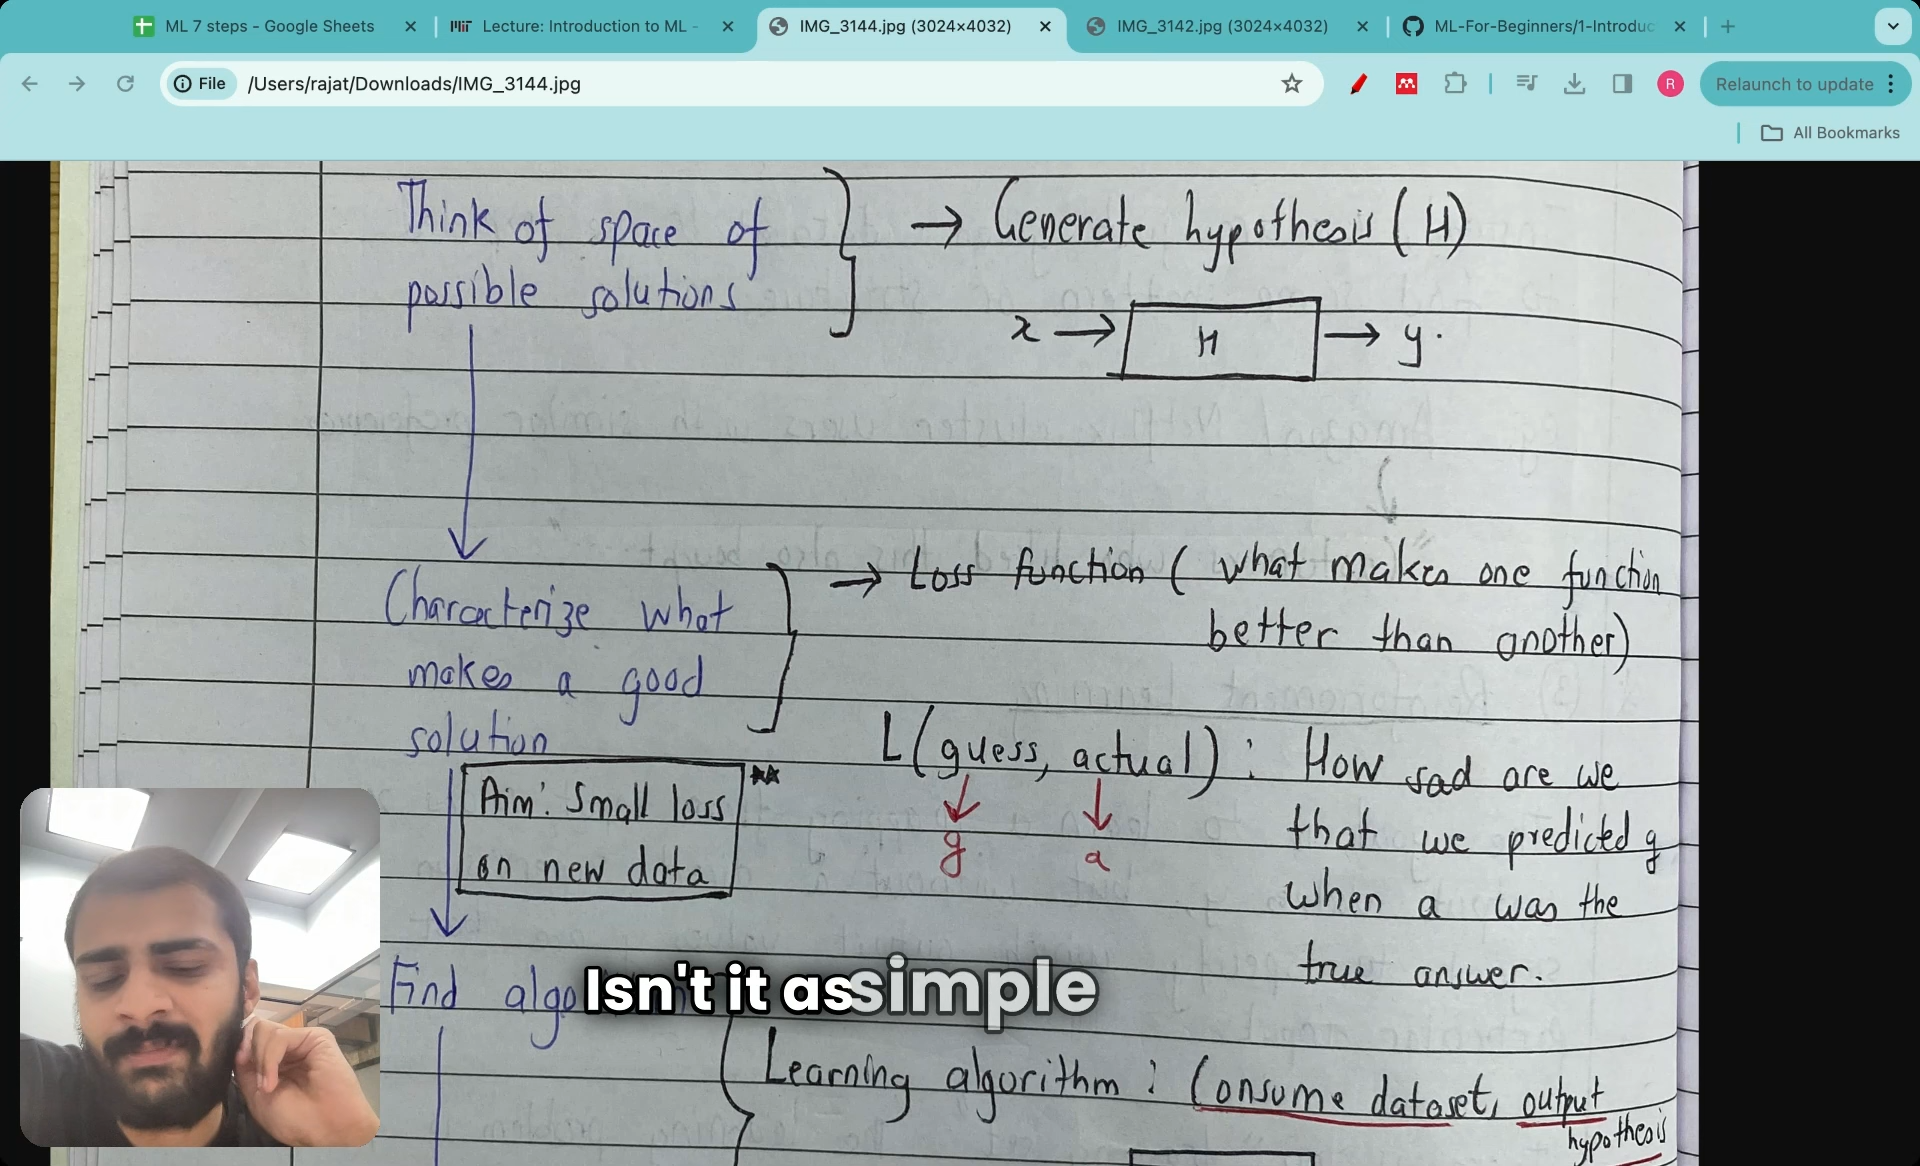 ML 7 steps - Google Sheets
Lecture: Introduction to ML -
IMG_3144.jpg (3024×4032)
IMG_3142.jpg (3024×4032)
ML-For-Beginners/1-Introduc
File
/Users/rajat/Downloads/IMG_3144.jpg
R
Relaunch to update
All Bookmarks
Think of space of
possible solutions
→ Generate hypothesis (H)
x → H → y.
Characterize what
makes a good
solution
→ Loss function ( what makes one function
better than another)
L(guess, actual) : How sad are we
g a
that we predicted g
when a was the
true answer.
Aim: Small loss
on new data
Find algo
Isn't it as simple
Learning algorithm : Consume dataset, output
hypothesis